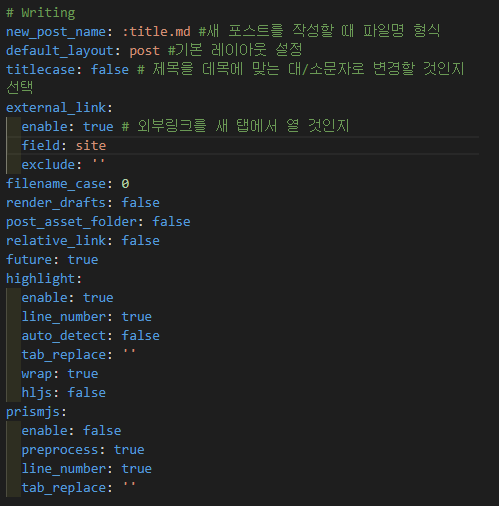 # Writing
new_post_name: :title.md #새 포스트를 작성할 때 파일명 형식
default_layout: post #기본 레이아웃 설정
titlecase: false # 제목을 데목에 맞는 대/소문자로 변경할 것인지
선택
external_link:
enable: true # 외부링크를 새 탭에서 열 것인지
field: site
exclude: ''
filename_case: 0
render_drafts: false
post_asset_folder: false
relative_link: false
future: true
highlight:
enable: true
line_number: true
auto_detect: false
tab_replace: ''
wrap: true
hljs: false
prismjs:
enable: false
preprocess: true
line_number: true
tab_replace: ''